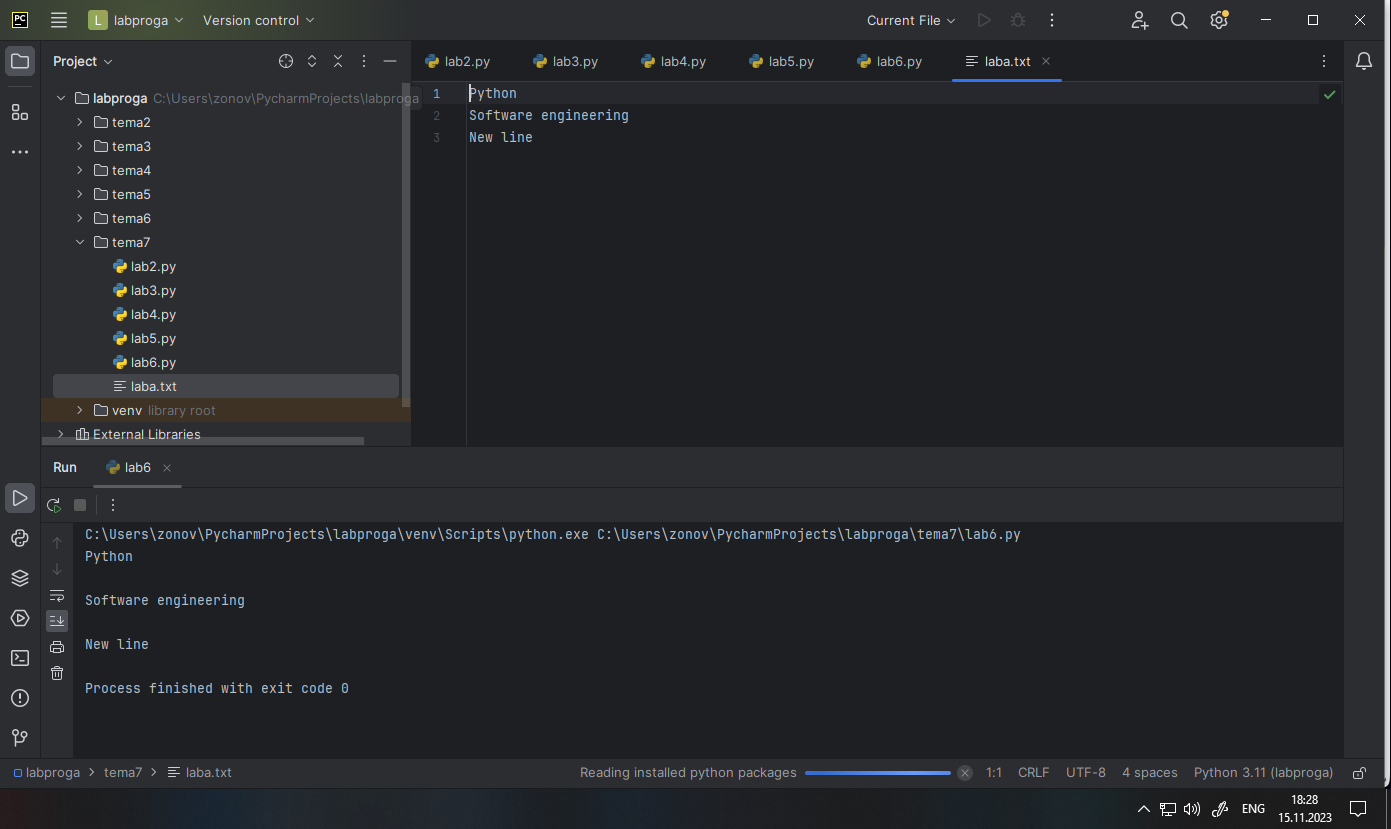 PC L labproga Version control Current File
Project
lab2.py lab3.py lab4.py lab5.py lab6.py laba.txt
labproga C:\Users\zonov\PycharmProjects\labproga
tema2
tema3
tema4
tema5
tema6
tema7
lab2.py
lab3.py
lab4.py
lab5.py
lab6.py
laba.txt
venv library root
External Libraries
1 Python
2 Software engineering
3 New line
Run lab6
C:\Users\zonov\PycharmProjects\labproga\venv\Scripts\python.exe C:\Users\zonov\PycharmProjects\labproga\tema7\lab6.py
Python
Software engineering
New line
Process finished with exit code 0
labproga tema7 laba.txt Reading installed python packages 1:1 CRLF UTF-8 4 spaces Python 3.11 (labproga)
ENG 18:28
15.11.2023